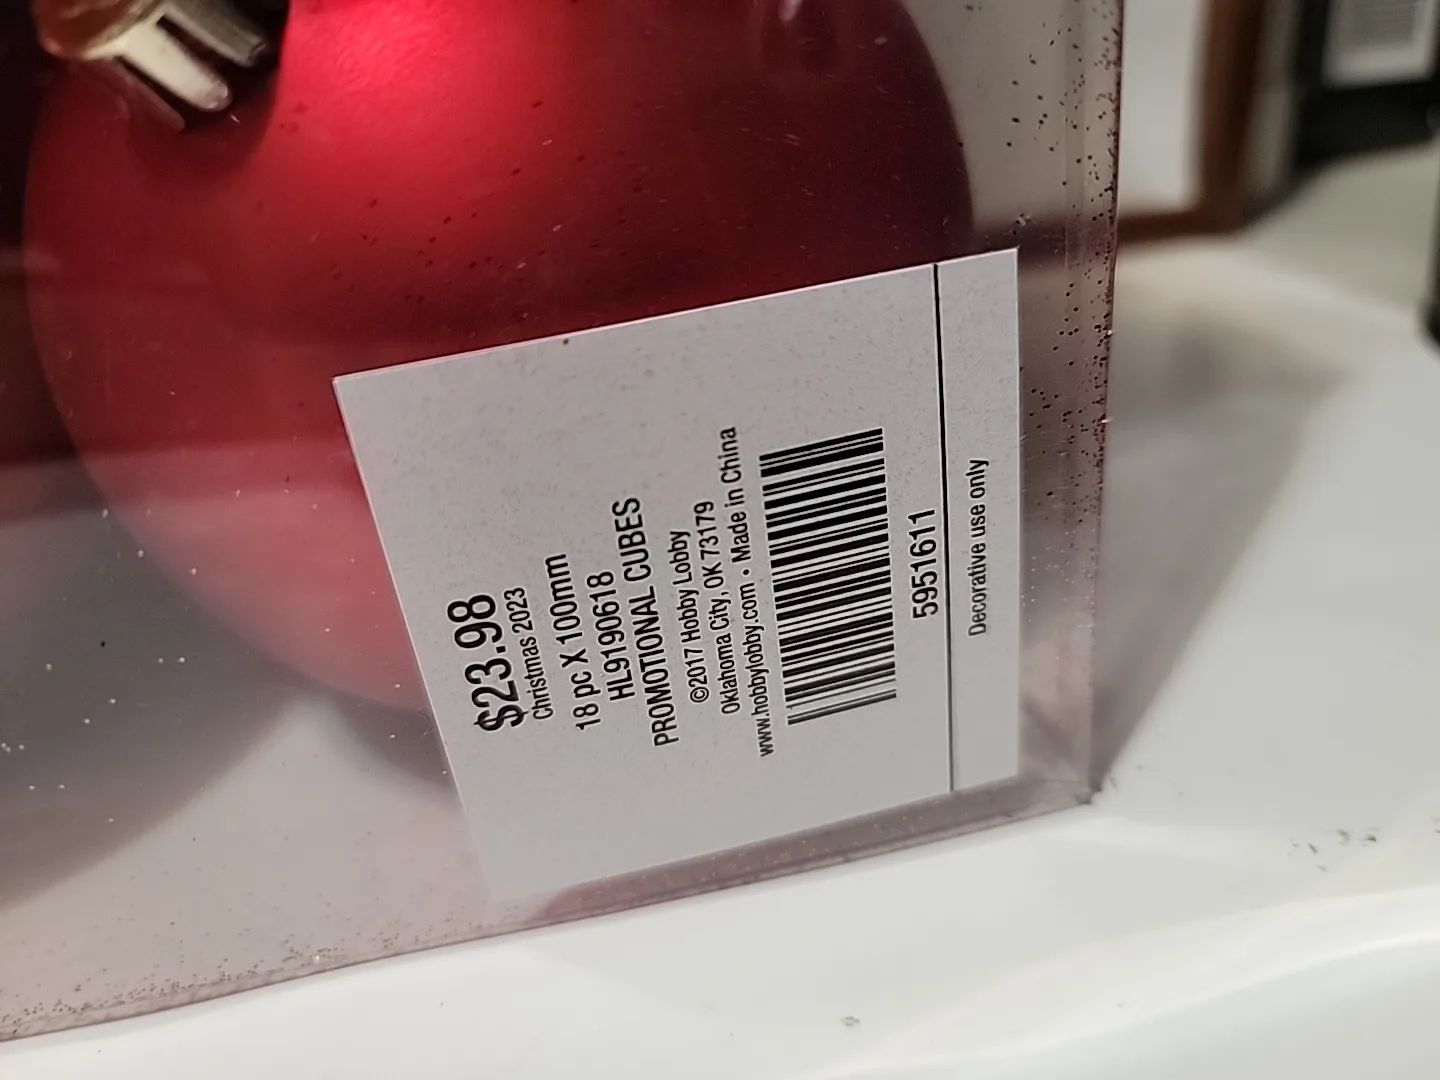 $23.98
Christmas 2023
18 pc X 100mm
HL9190618
PROMOTIONAL CUBES
©2017 Hobby Lobby
Oklahoma City, OK 73179
www.hobbylobby.com • Made in China
5951611
Decorative use only